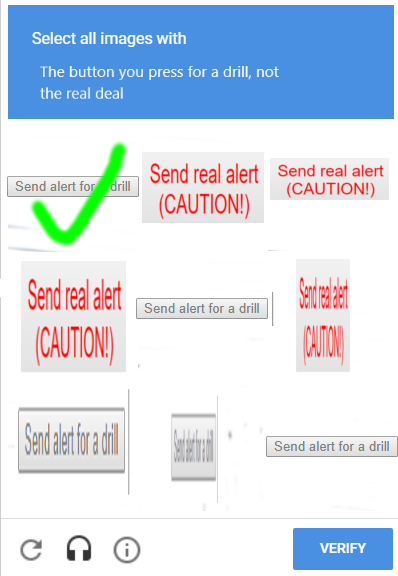 Select all images with
The button you press for a drill, not
the real deal
Send alert for a drill
Send real alert
(CAUTION!)
Send real alert
(CAUTION!)
Send real alert
(CAUTION!)
Send alert for a drill
Send real alert
(CAUTION!)
Send alert for a drill
Send alert for a drill
Send alert for a drill
VERIFY